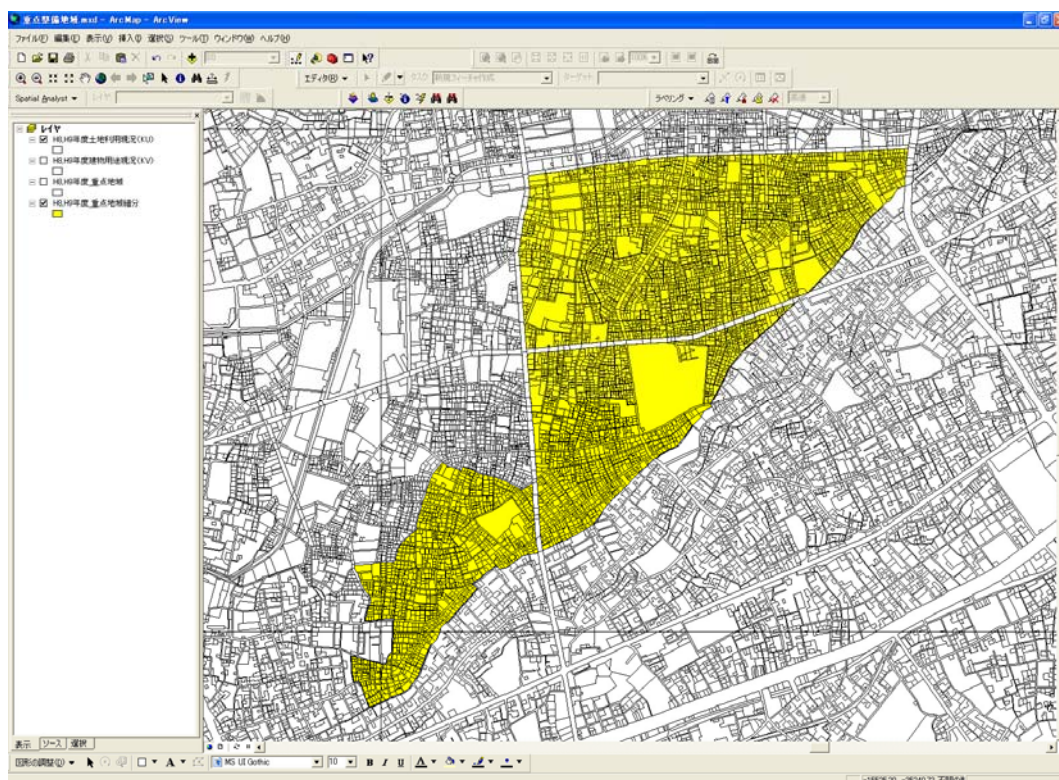 重点整備地域.mxd - ArcMap - ArcView
ファイル(F) 編集(E) 表示(V) 挿入(I) 選択(S) ツール(T) ウィンドウ(W) ヘルプ(H)
エディタ(R) タスク 新規フィーチャ作成 ターゲット
Spatial Analyst レイヤ ラベリング
レイヤ
H8,H9年度土地利用現況(KU)
H8,H9年度建物用途現況(KV)
H8,H9年度_重点地域
H8,H9年度_重点地域細分
表示 ソース 選択
図形の調整(D) A MS UI Gothic 10 B I U A